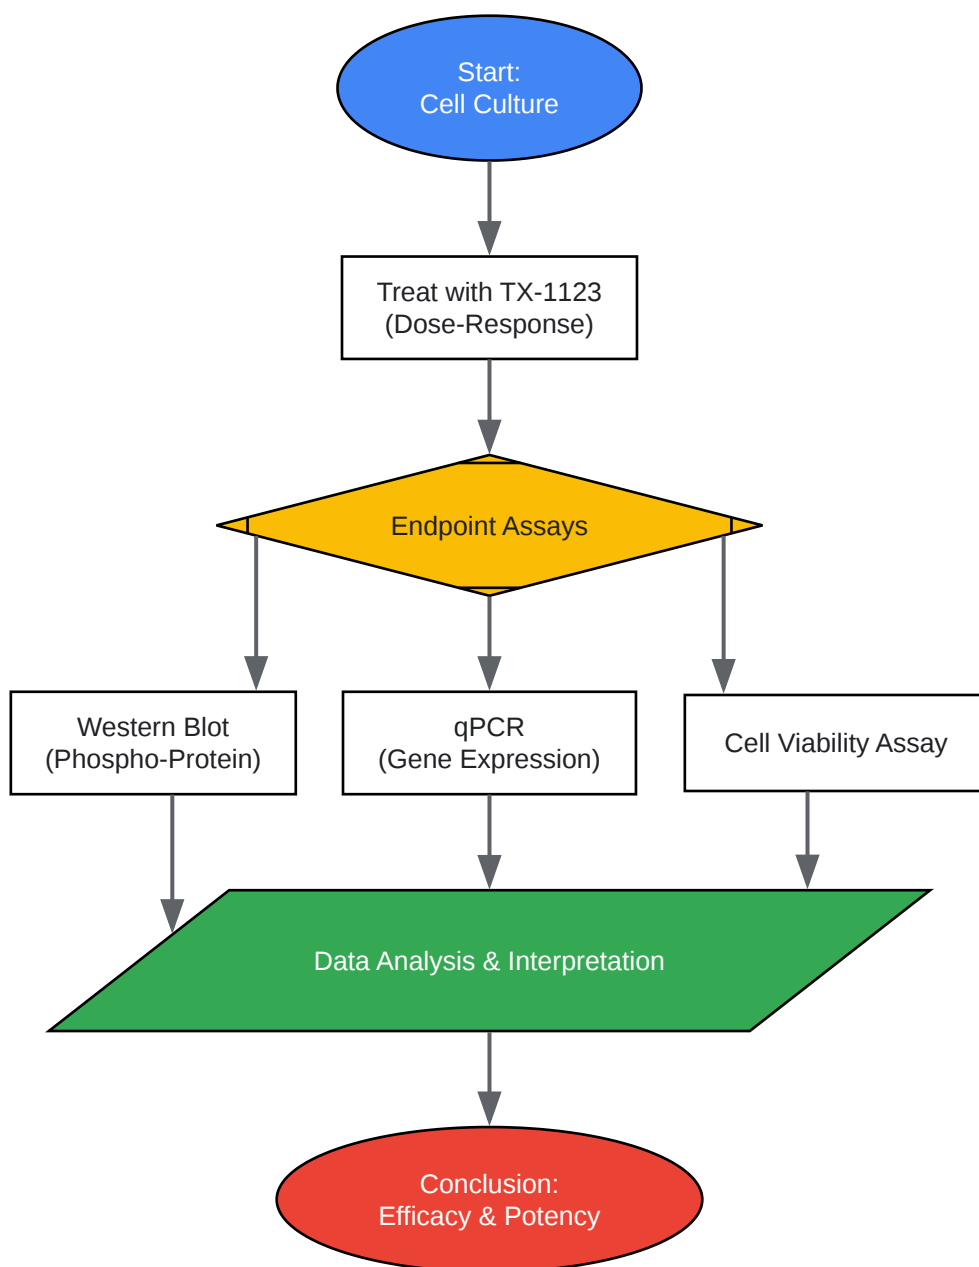 Start:
Cell Culture
Treat with TX-1123
(Dose-Response)
Endpoint Assays
Western Blot
(Phospho-Protein)
qPCR
(Gene Expression)
Cell Viability Assay
Data Analysis & Interpretation
Conclusion:
Efficacy & Potency